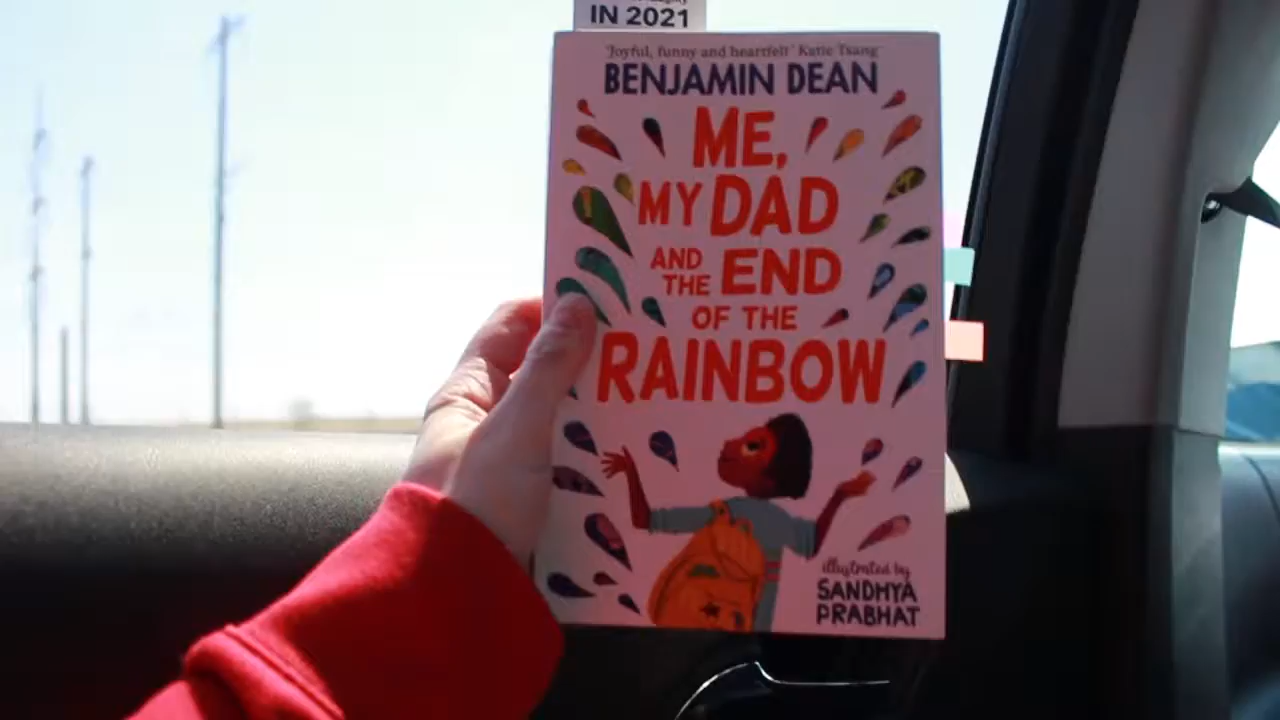 IN 2021
'Joyful, funny and heartfelt' Katie Tsang
BENJAMIN DEAN
ME,
MY DAD
AND THE END
OF THE
RAINBOW
illustrated by
SANDHYA
PRABHAT